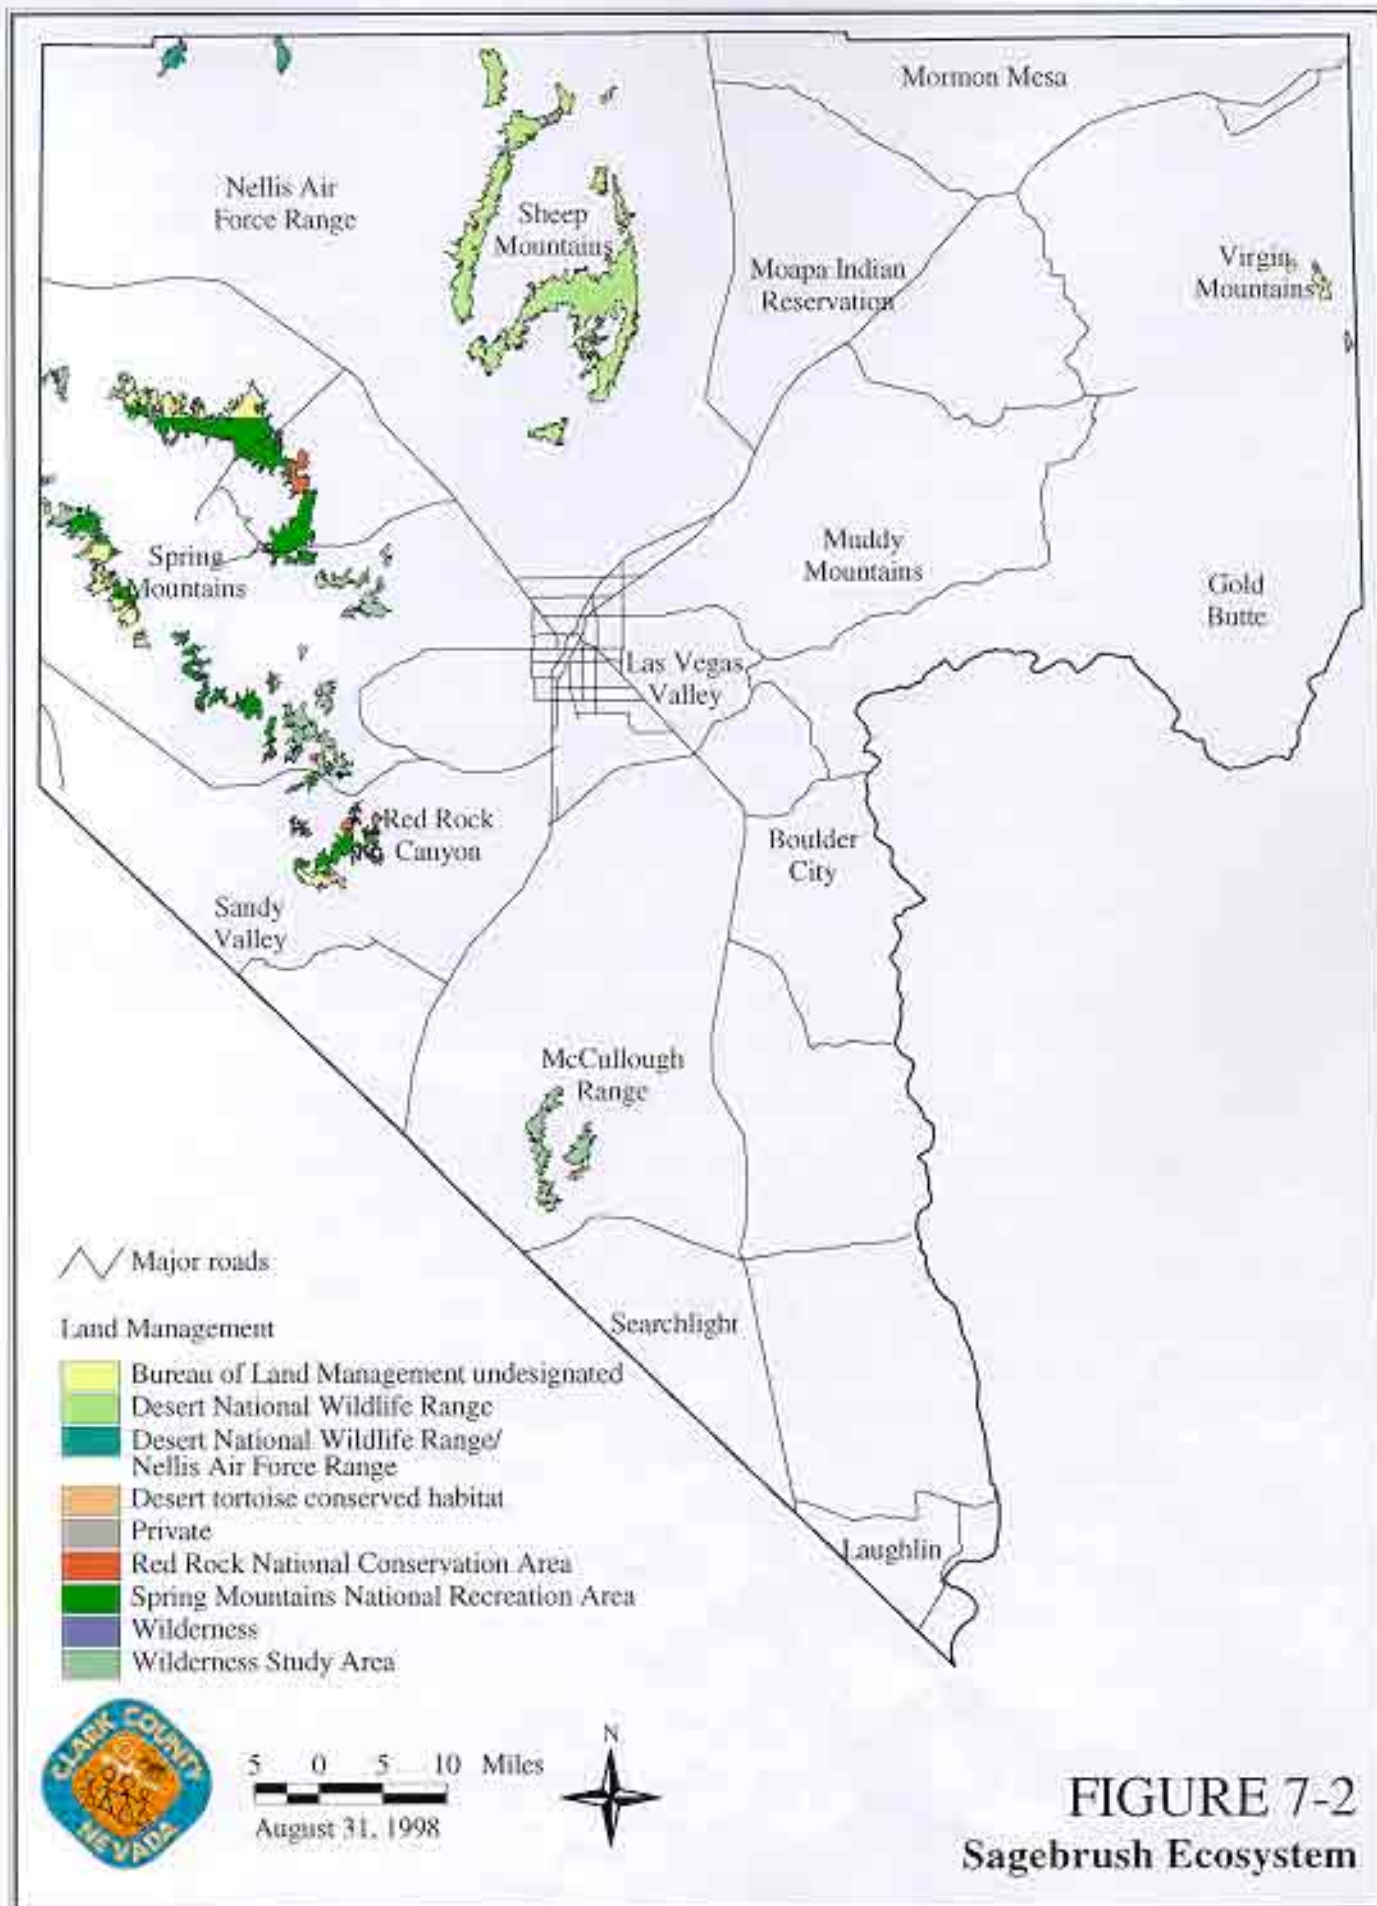 Mormon Mesa
Nellis Air
Force Range
Sheep
Mountains
Moapa Indian
Reservation
Virgin
Mountains
Spring
Mountains
Muddy
Mountains
Gold
Butte
Las Vegas
Valley
Red Rock
Canyon
Boulder
City
Sandy
Valley
McCullough
Range
Searchlight
Laughlin
Major roads
Land Management
Bureau of Land Management undesignated
Desert National Wildlife Range
Desert National Wildlife Range/
Nellis Air Force Range
Desert tortoise conserved habitat
Private
Red Rock National Conservation Area
Spring Mountains National Recreation Area
Wilderness
Wilderness Study Area
CLARK COUNTY
NEVADA
5 0 5 10 Miles
August 31, 1998
N
FIGURE 7-2
Sagebrush Ecosystem